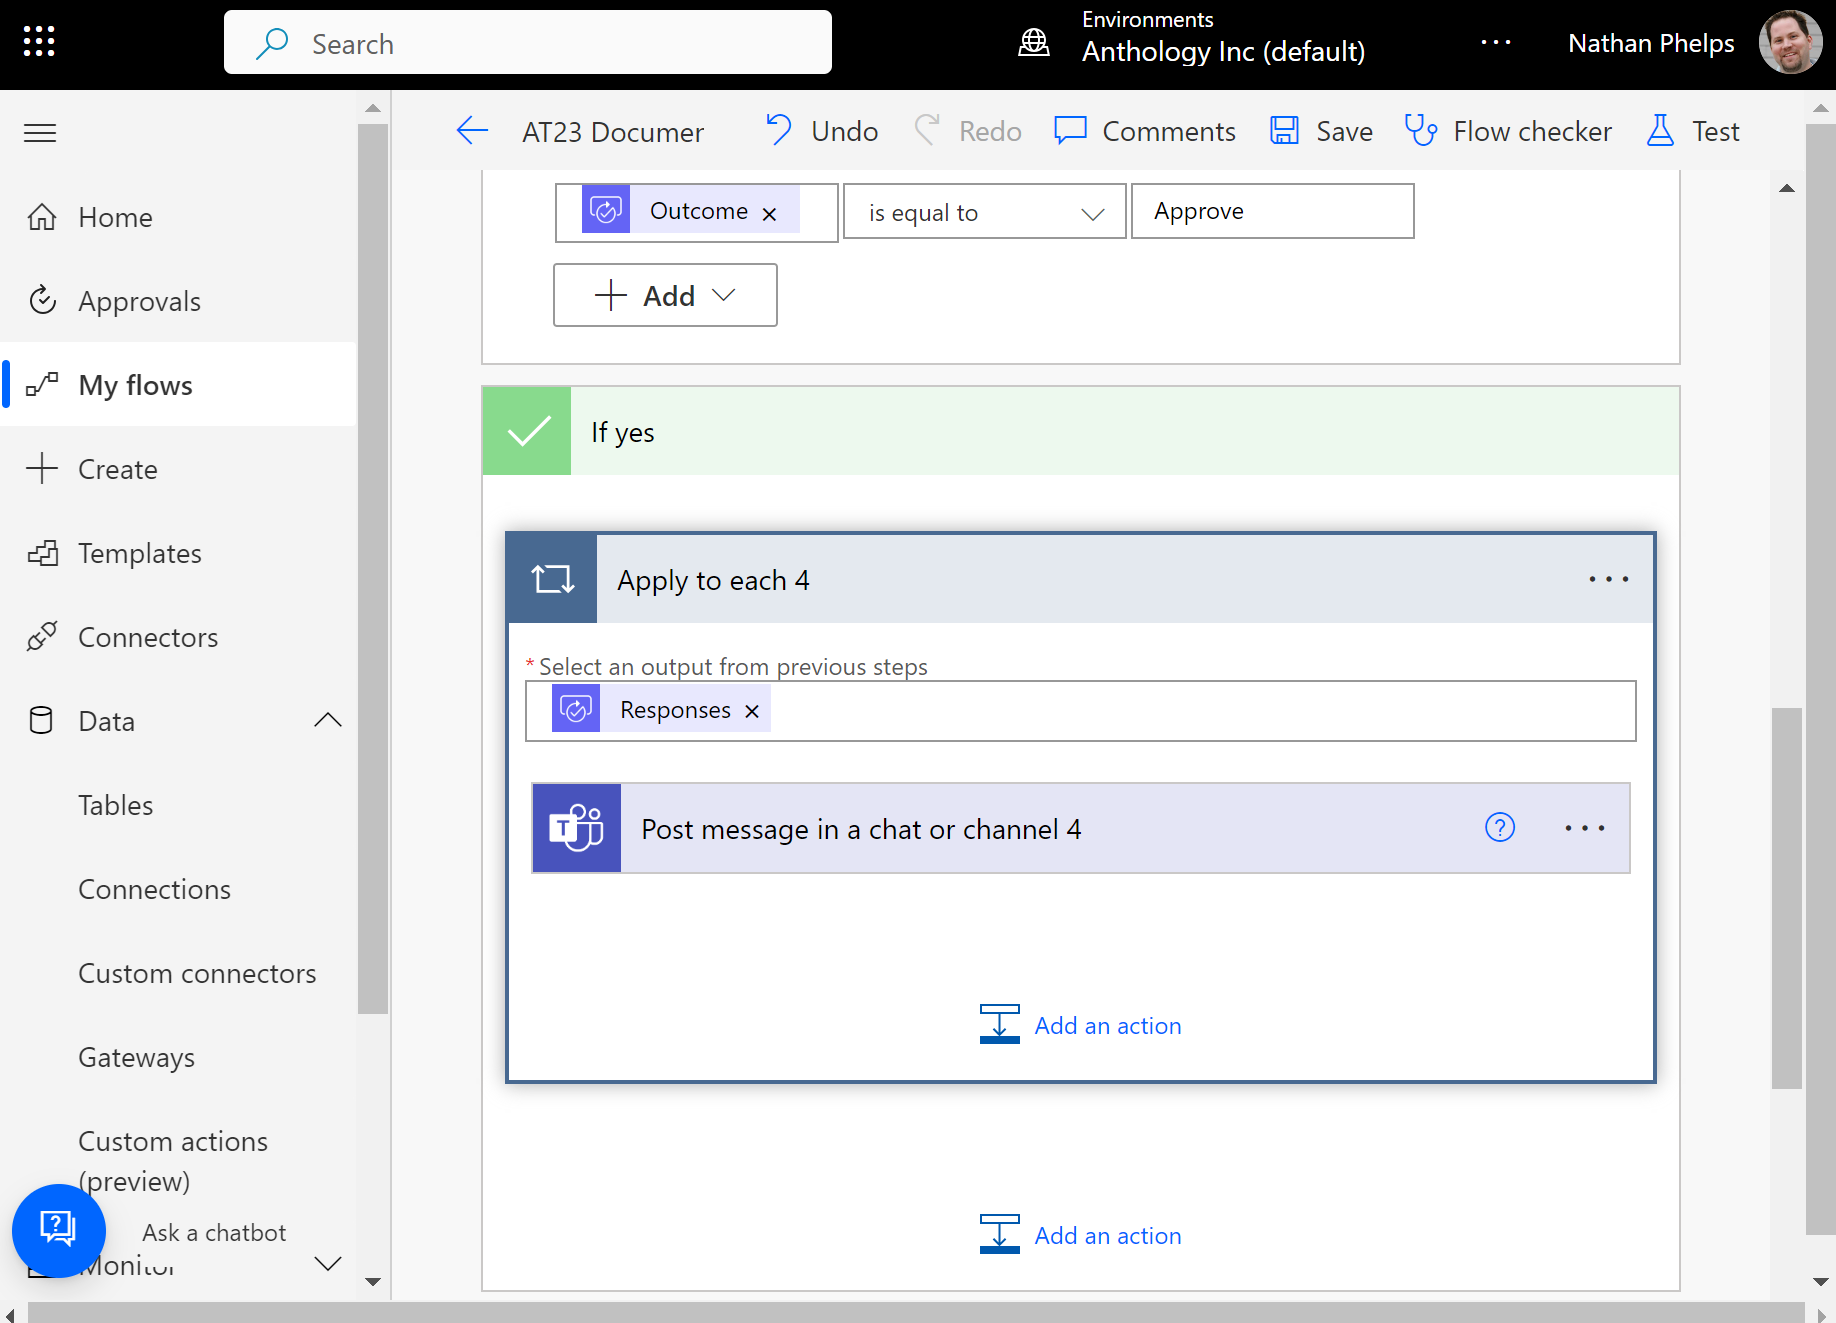 Search
Environments
Anthology Inc (default)
Nathan Phelps
AT23 Documer
Undo
Redo
Comments
Save
Flow checker
Test
Home
Approvals
My flows
Create
Templates
Connectors
Data
Tables
Connections
Custom connectors
Gateways
Custom actions
(preview)
Ask a chatbot
Monitor
Outcome
is equal to
Approve
Add
If yes
Apply to each 4
* Select an output from previous steps
Responses
T
Post message in a chat or channel 4
Add an action
Add an action